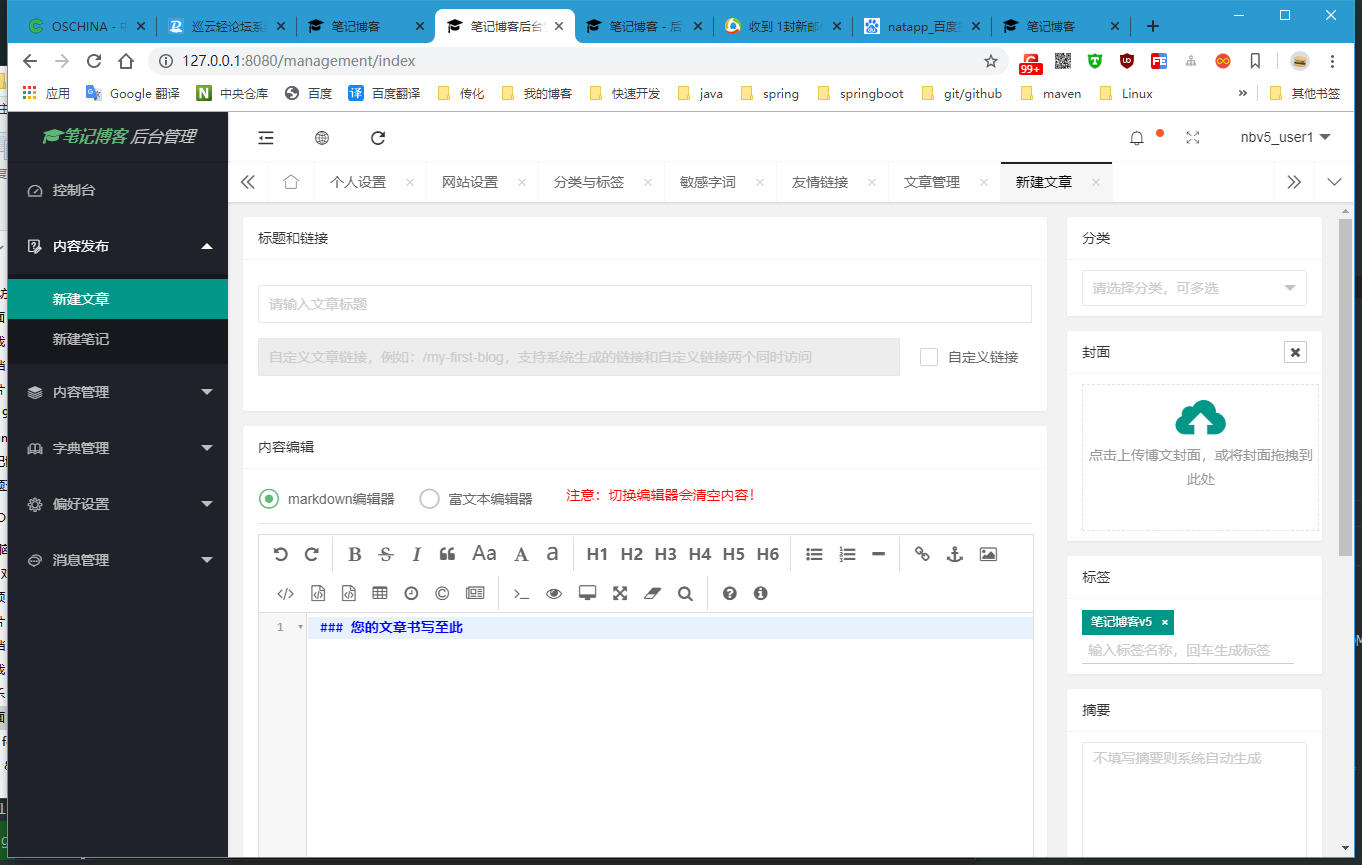 OSCHINA - 中
巡云轻论坛系统
笔记博客
笔记博客后台管
笔记博客 - 后台
收到 1封新邮件
natapp_百度搜
笔记博客
127.0.0.1:8080/management/index
99+
应用
Google 翻译
中央仓库
百度
百度翻译
传化
我的博客
快速开发
java
spring
springboot
git/github
maven
Linux
»
其他书签
笔记博客 后台管理
nbv5_user1
控制台
内容发布
新建文章
新建笔记
内容管理
字典管理
偏好设置
消息管理
个人设置 ×
网站设置 ×
分类与标签 ×
敏感字词 ×
友情链接 ×
文章管理 ×
新建文章 ×
标题和链接
请输入文章标题
自定义文章链接，例如：/my-first-blog，支持系统生成的链接和自定义链接两个同时访问
自定义链接
内容编辑
markdown编辑器
富文本编辑器
注意：切换编辑器会清空内容！
B S I Aa A a H1 H2 H3 H4 H5 H6
1
### 您的文章书写至此
分类
请选择分类，可多选
封面
点击上传博文封面，或将封面拖拽到
此处
标签
笔记博客v5 ×
输入标签名称，回车生成标签
摘要
不填写摘要则系统自动生成